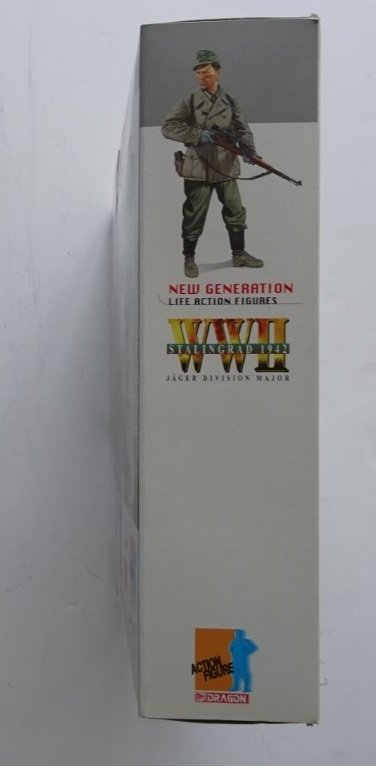 NEW GENERATION
LIFE ACTION FIGURES
WWII
STALINGRAD 1942
JÄGER DIVISION MAJOR
ACTION
FIGURE
DRAGON